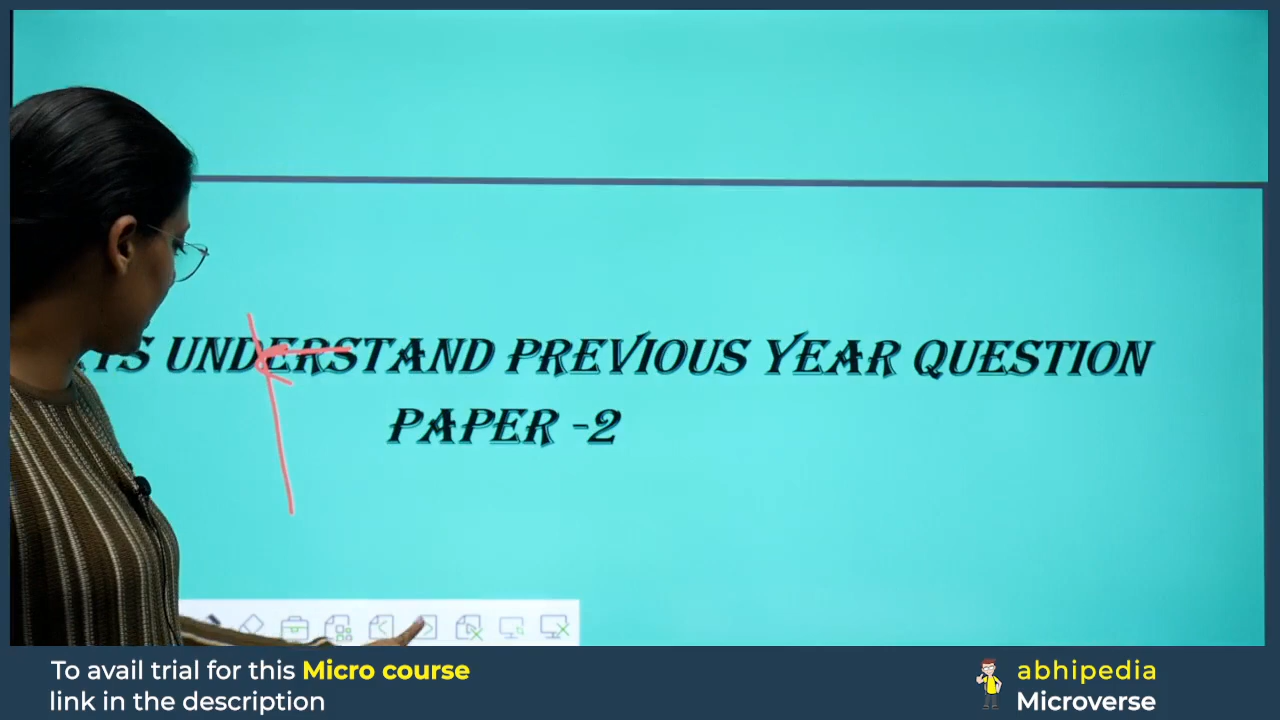 UNDERSTAND PREVIOUS YEAR QUESTION
PAPER -2
To avail trial for this Micro course
link in the description
abhipedia
Microverse